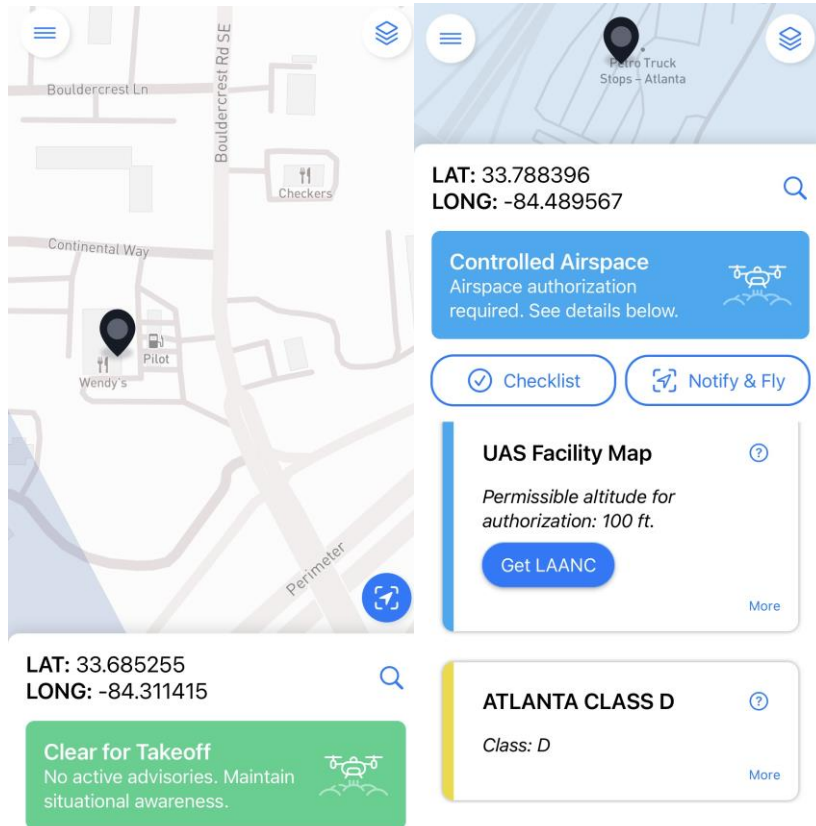 Bouldercrest Ln
Bouldercrest Rd SE
Checkers
Continental Way
Pilot
Wendy's
Perimeter
LAT: 33.685255
LONG: -84.311415
Clear for Takeoff
No active advisories. Maintain
situational awareness.
Petro Truck
Stops – Atlanta
LAT: 33.788396
LONG: -84.489567
Controlled Airspace
Airspace authorization
required. See details below.
Checklist
Notify & Fly
UAS Facility Map
?
Permissible altitude for
authorization: 100 ft.
Get LAANC
More
ATLANTA CLASS D
?
Class: D
More